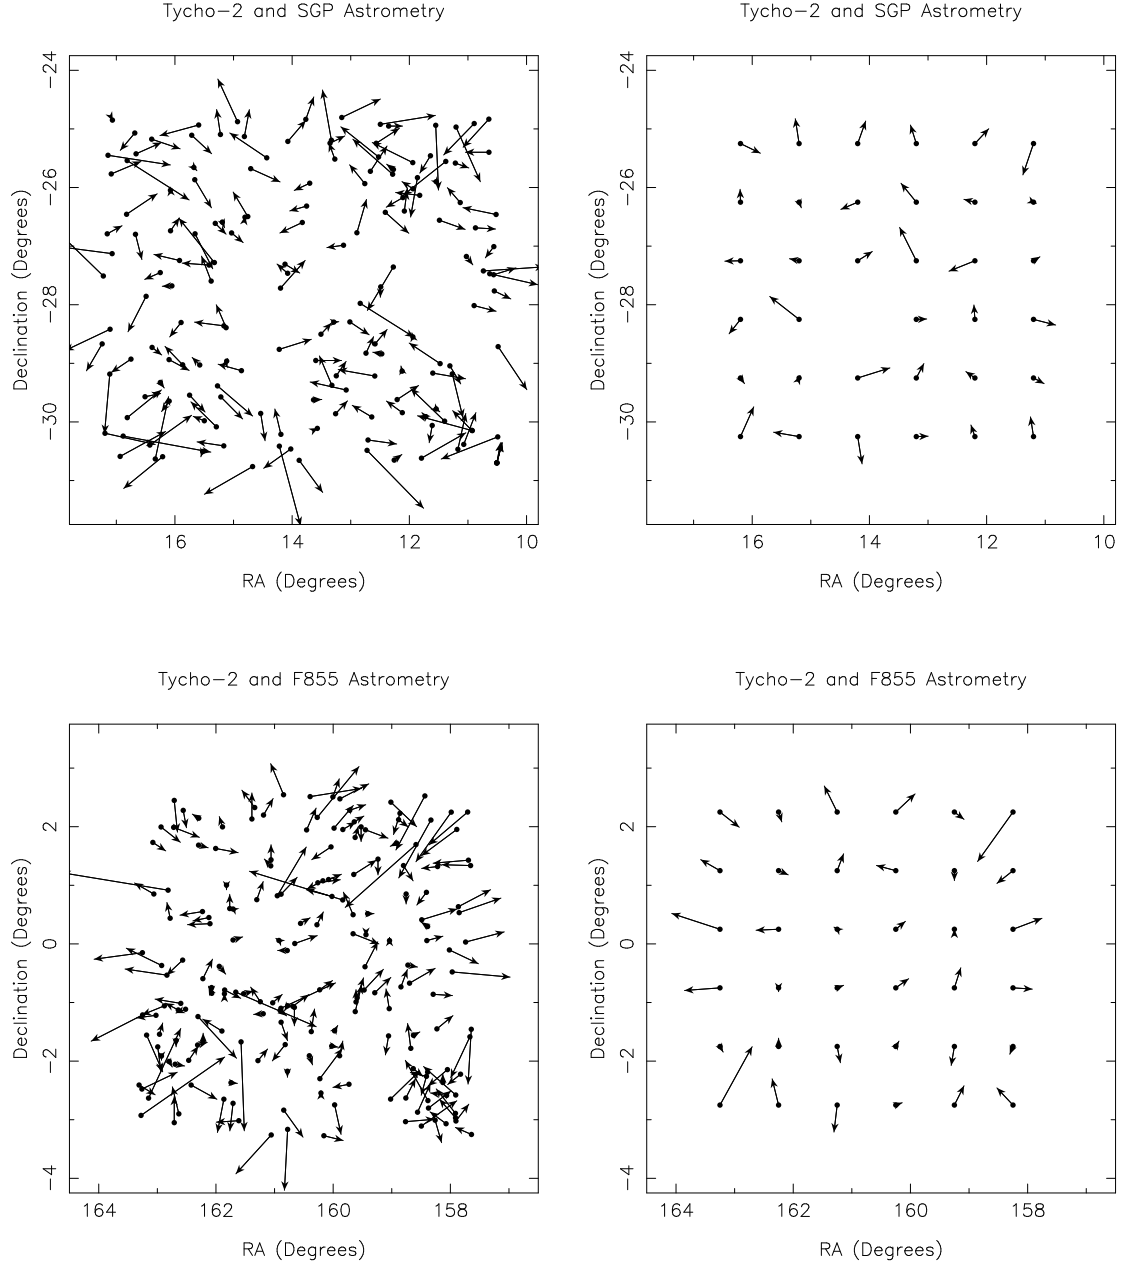 Tycho−2 and SGP Astrometry
Tycho−2 and SGP Astrometry
Declination (Degrees)
−24
−26
−28
−30
16
14
12
10
RA (Degrees)
Declination (Degrees)
−24
−26
−28
−30
16
14
12
10
RA (Degrees)
Tycho−2 and F855 Astrometry
Tycho−2 and F855 Astrometry
Declination (Degrees)
2
0
−2
−4
164
162
160
158
RA (Degrees)
Declination (Degrees)
2
0
−2
−4
164
162
160
158
RA (Degrees)